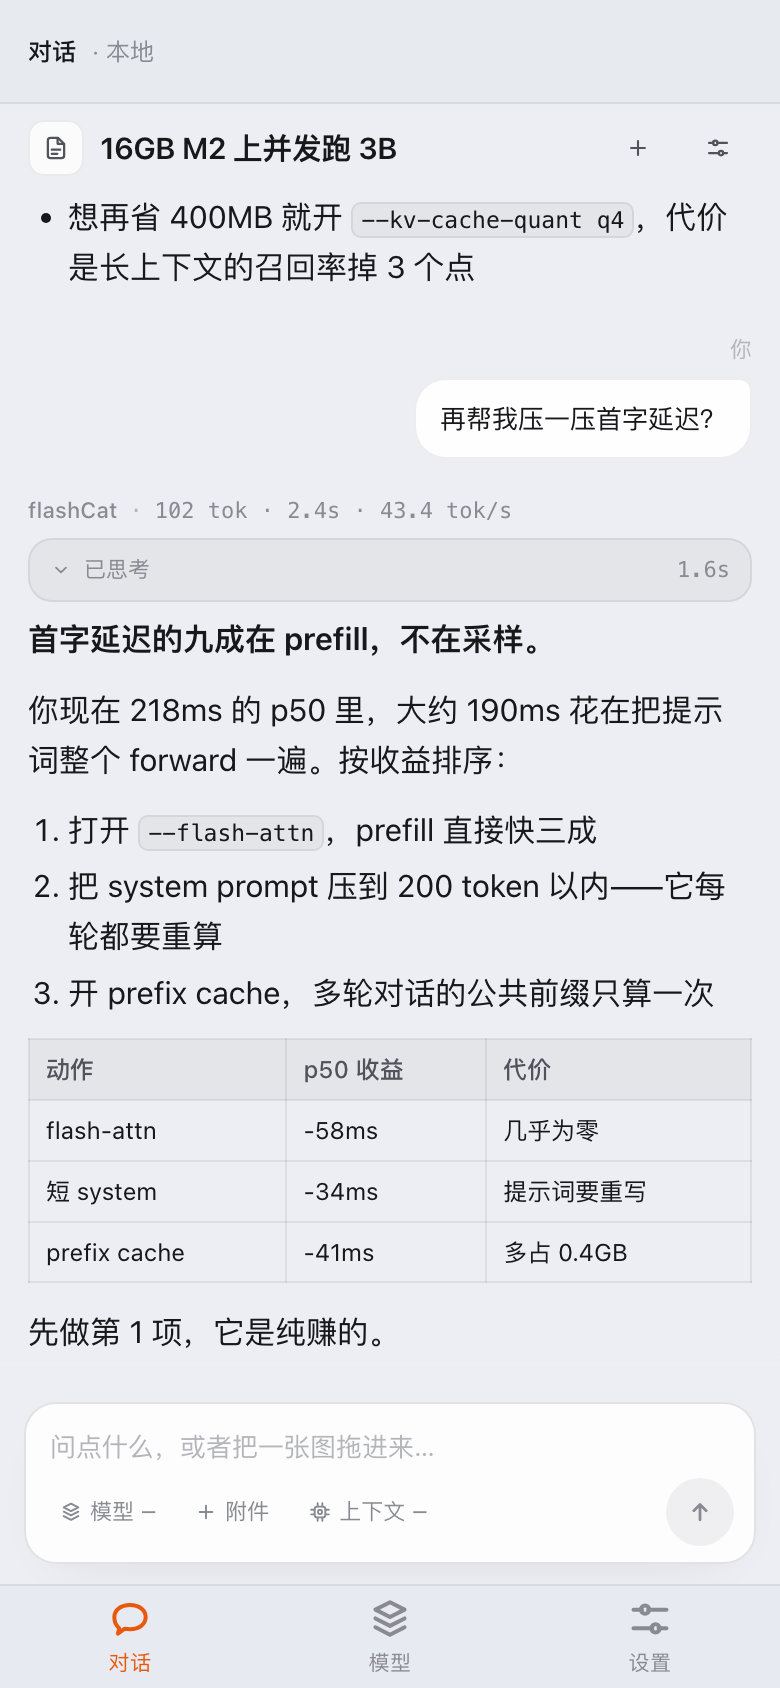 对话 · 本地
16GB M2 上并发跑 3B
• 想再省 400MB 就开 --kv-cache-quant q4，代价
是长上下文的召回率掉 3 个点
你
再帮我压一压首字延迟？
flashCat · 102 tok · 2.4s · 43.4 tok/s
已思考 1.6s
首字延迟的九成在 prefill，不在采样。
你现在 218ms 的 p50 里，大约 190ms 花在把提示
词整个 forward 一遍。按收益排序：
1. 打开 --flash-attn，prefill 直接快三成
2. 把 system prompt 压到 200 token 以内——它每
轮都要重算
3. 开 prefix cache，多轮对话的公共前缀只算一次
动作 p50 收益 代价
flash-attn -58ms 几乎为零
短 system -34ms 提示词要重写
prefix cache -41ms 多占 0.4GB
先做第 1 项，它是纯赚的。
问点什么，或者把一张图拖进来…
模型 – + 附件 上下文 –
对话 模型 设置